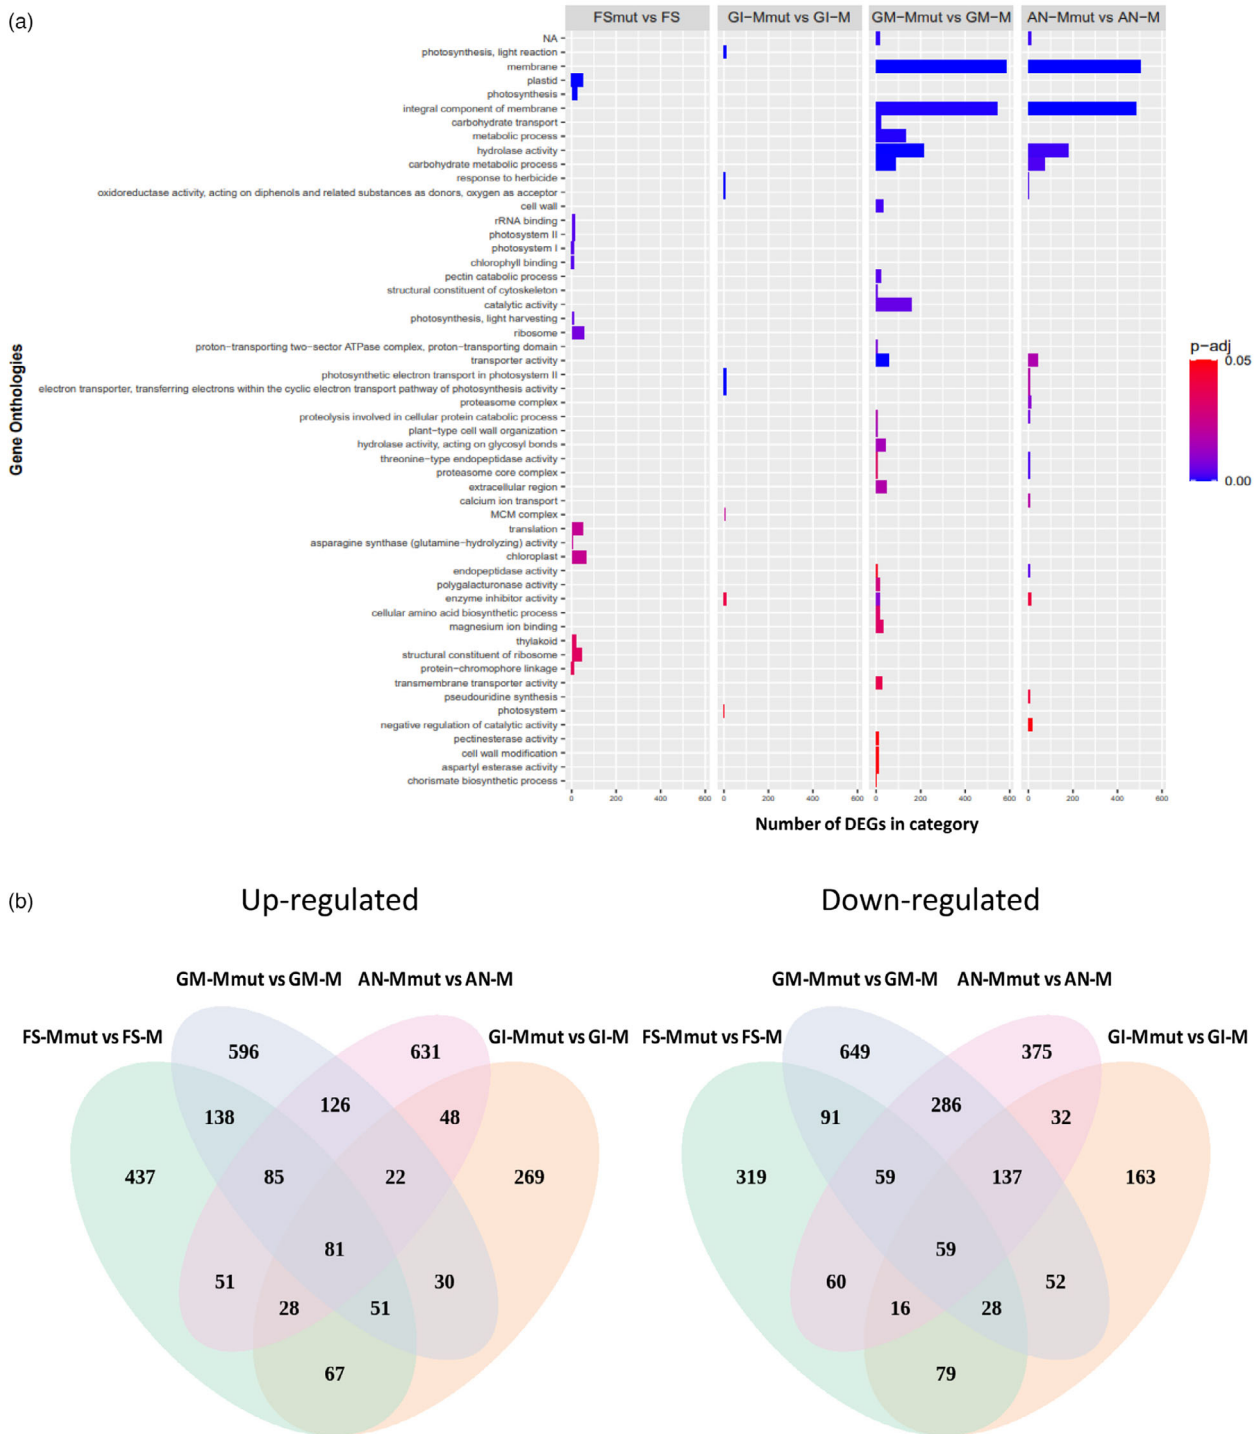 (a)
FSmut vs FS
GI-Mmut vs GI-M
GM-Mmut vs GM-M
AN-Mmut vs AN-M
Gene Onthologies
NA
photosynthesis, light reaction
membrane
plastid
photosynthesis
integral component of membrane
carbohydrate transport
metabolic process
hydrolase activity
carbohydrate metabolic process
response to herbicide
oxidoreductase activity, acting on diphenols and related substances as donors, oxygen as acceptor
cell wall
rRNA binding
photosystem II
photosystem I
chlorophyll binding
pectin catabolic process
structural constituent of cytoskeleton
catalytic activity
photosynthesis, light harvesting
ribosome
proton-transporting two-sector ATPase complex, proton-transporting domain
transporter activity
photosynthetic electron transport in photosystem II
electron transporter, transferring electrons within the cyclic electron transport pathway of photosynthesis activity
proteasome complex
proteolysis involved in cellular protein catabolic process
plant-type cell wall organization
hydrolase activity, acting on glycosyl bonds
threonine-type endopeptidase activity
proteasome core complex
extracellular region
calcium ion transport
MCM complex
translation
asparagine synthase (glutamine-hydrolyzing) activity
chloroplast
endopeptidase activity
polygalacturonase activity
enzyme inhibitor activity
cellular amino acid biosynthetic process
magnesium ion binding
thylakoid
structural constituent of ribosome
protein-chromophore linkage
transmembrane transporter activity
pseudouridine synthesis
photosystem
negative regulation of catalytic activity
pectinesterase activity
cell wall modification
aspartyl esterase activity
chorismate biosynthetic process
0 200 400 600
0 200 400 600
0 200 400 600
0 200 400 600
Number of DEGs in category
p-adj
0.05
0.00
(b)
Up-regulated
GM-Mmut vs GM-M
AN-Mmut vs AN-M
FS-Mmut vs FS-M
GI-Mmut vs GI-M
596
631
138
126
48
437
85
22
269
81
51
30
28
51
67
Down-regulated
GM-Mmut vs GM-M
AN-Mmut vs AN-M
FS-Mmut vs FS-M
GI-Mmut vs GI-M
649
375
91
286
32
319
59
137
163
59
60
52
16
28
79